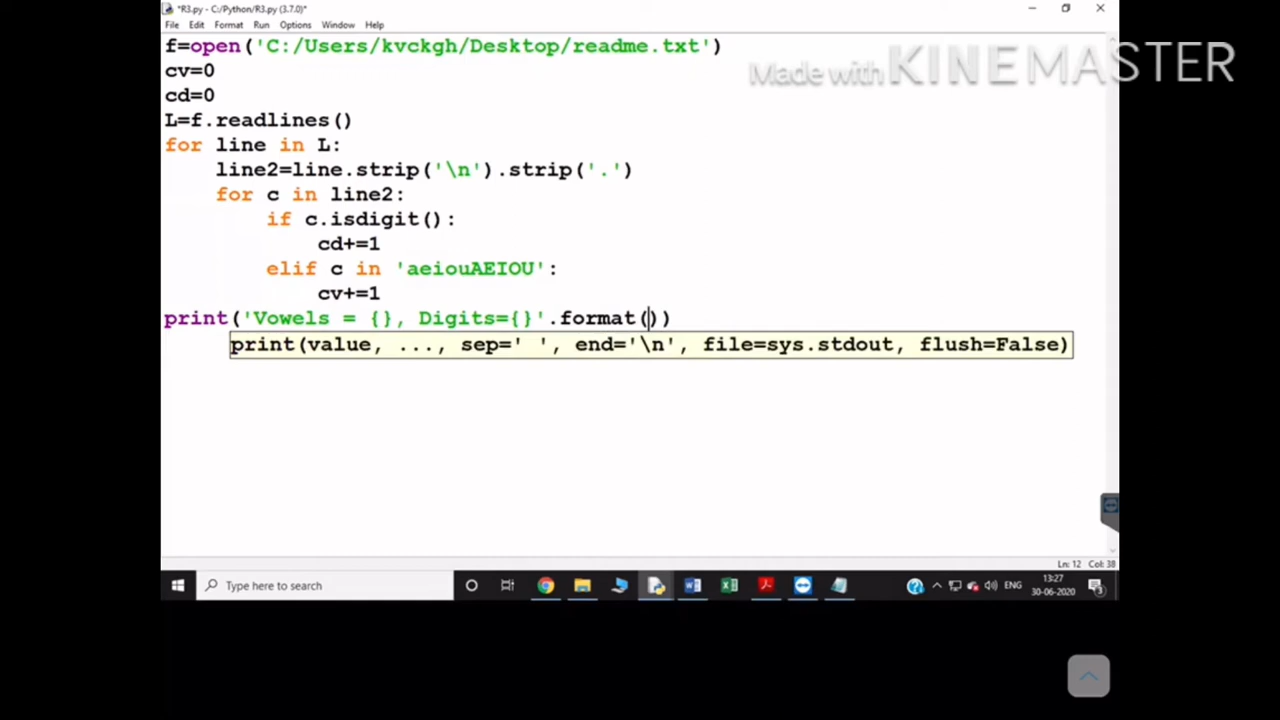 *R3.py - C:/Python/R3.py (3.7.0)*
File Edit Format Run Options Window Help
f=open('C:/Users/kvckgh/Desktop/readme.txt')
Made with KINEMASTER
cv=0
cd=0
L=f.readlines()
for line in L:
    line2=line.strip('\n').strip('.')
    for c in line2:
        if c.isdigit():
            cd+=1
        elif c in 'aeiouAEIOU':
            cv+=1
print('Vowels = {}, Digits={}'.format())
print(value, ..., sep=' ', end='\n', file=sys.stdout, flush=False)
Ln: 12 Col: 38
Type here to search
ENG
13:27
30-06-2020
3